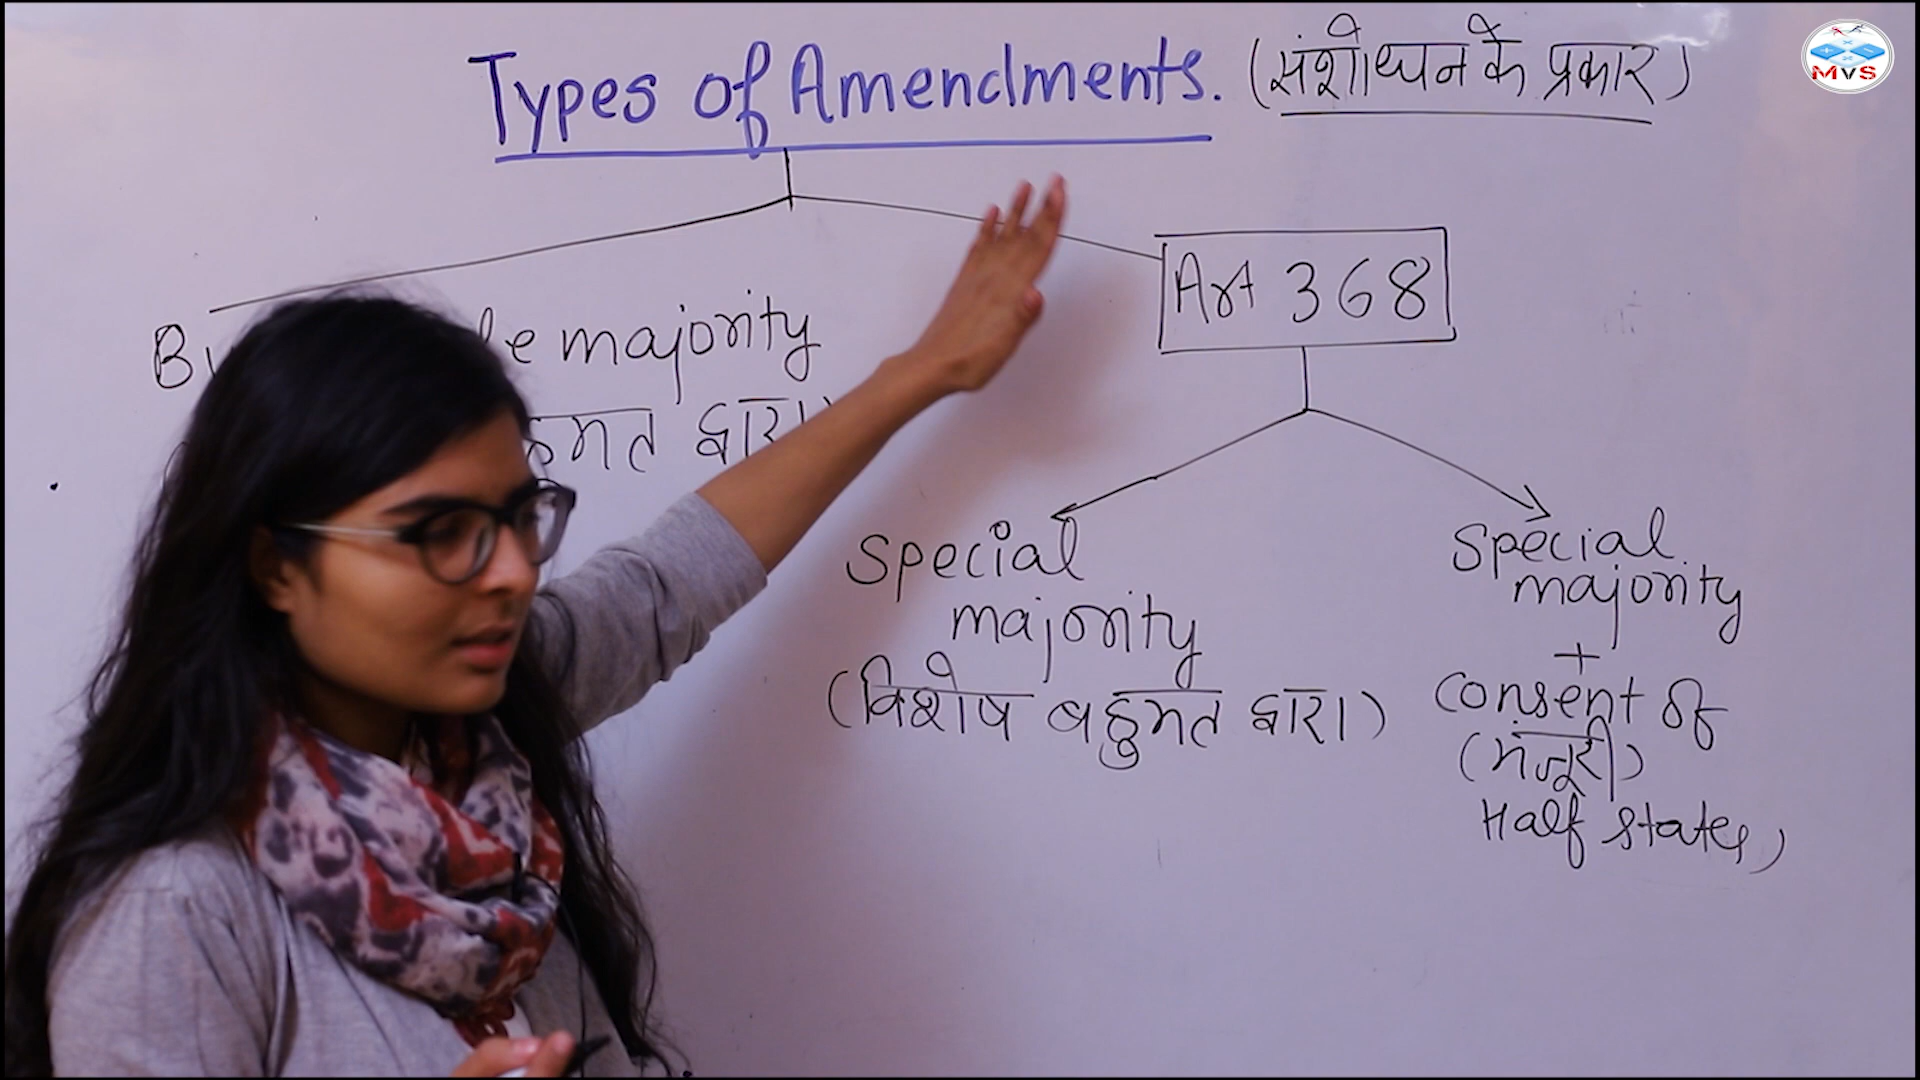 Types of Amendments. (संशोधन के प्रकार)
MVS
majority
द्वारा
Art 368
Special
majority
(विशेष बहुमत द्वारा)
Special
majority
+
Consent of
(मंजूरी)
Half states